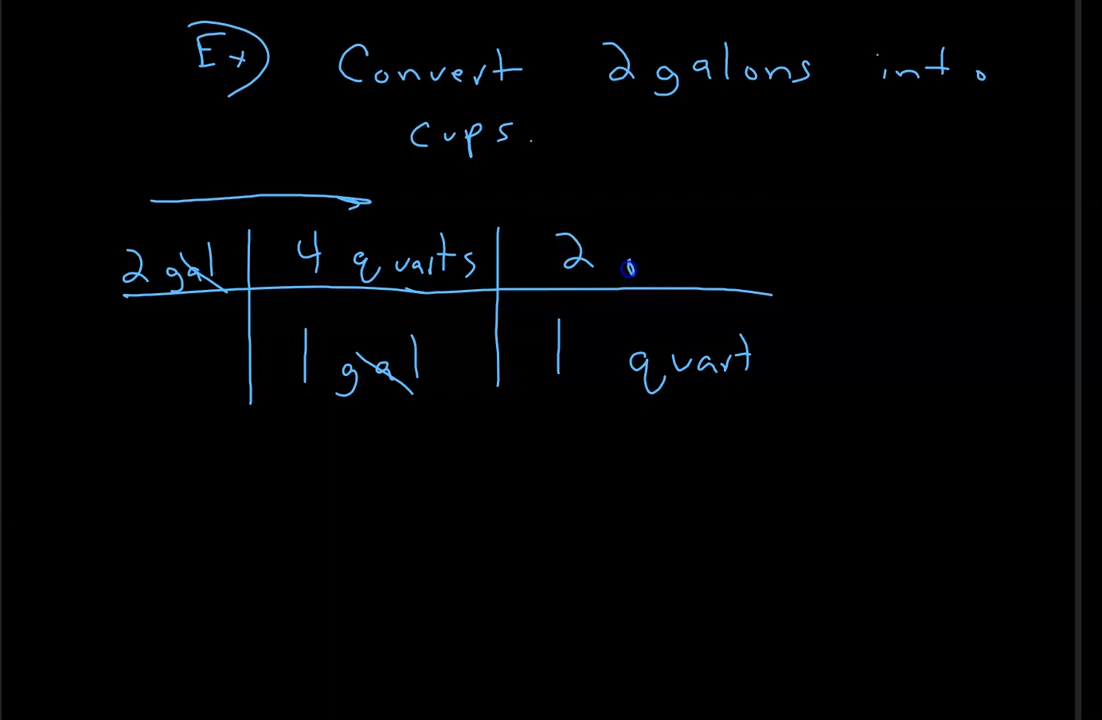 Ex) Convert 2 galons into
cups.
2 gal | 4 quarts | 2
1 gal | 1 quart